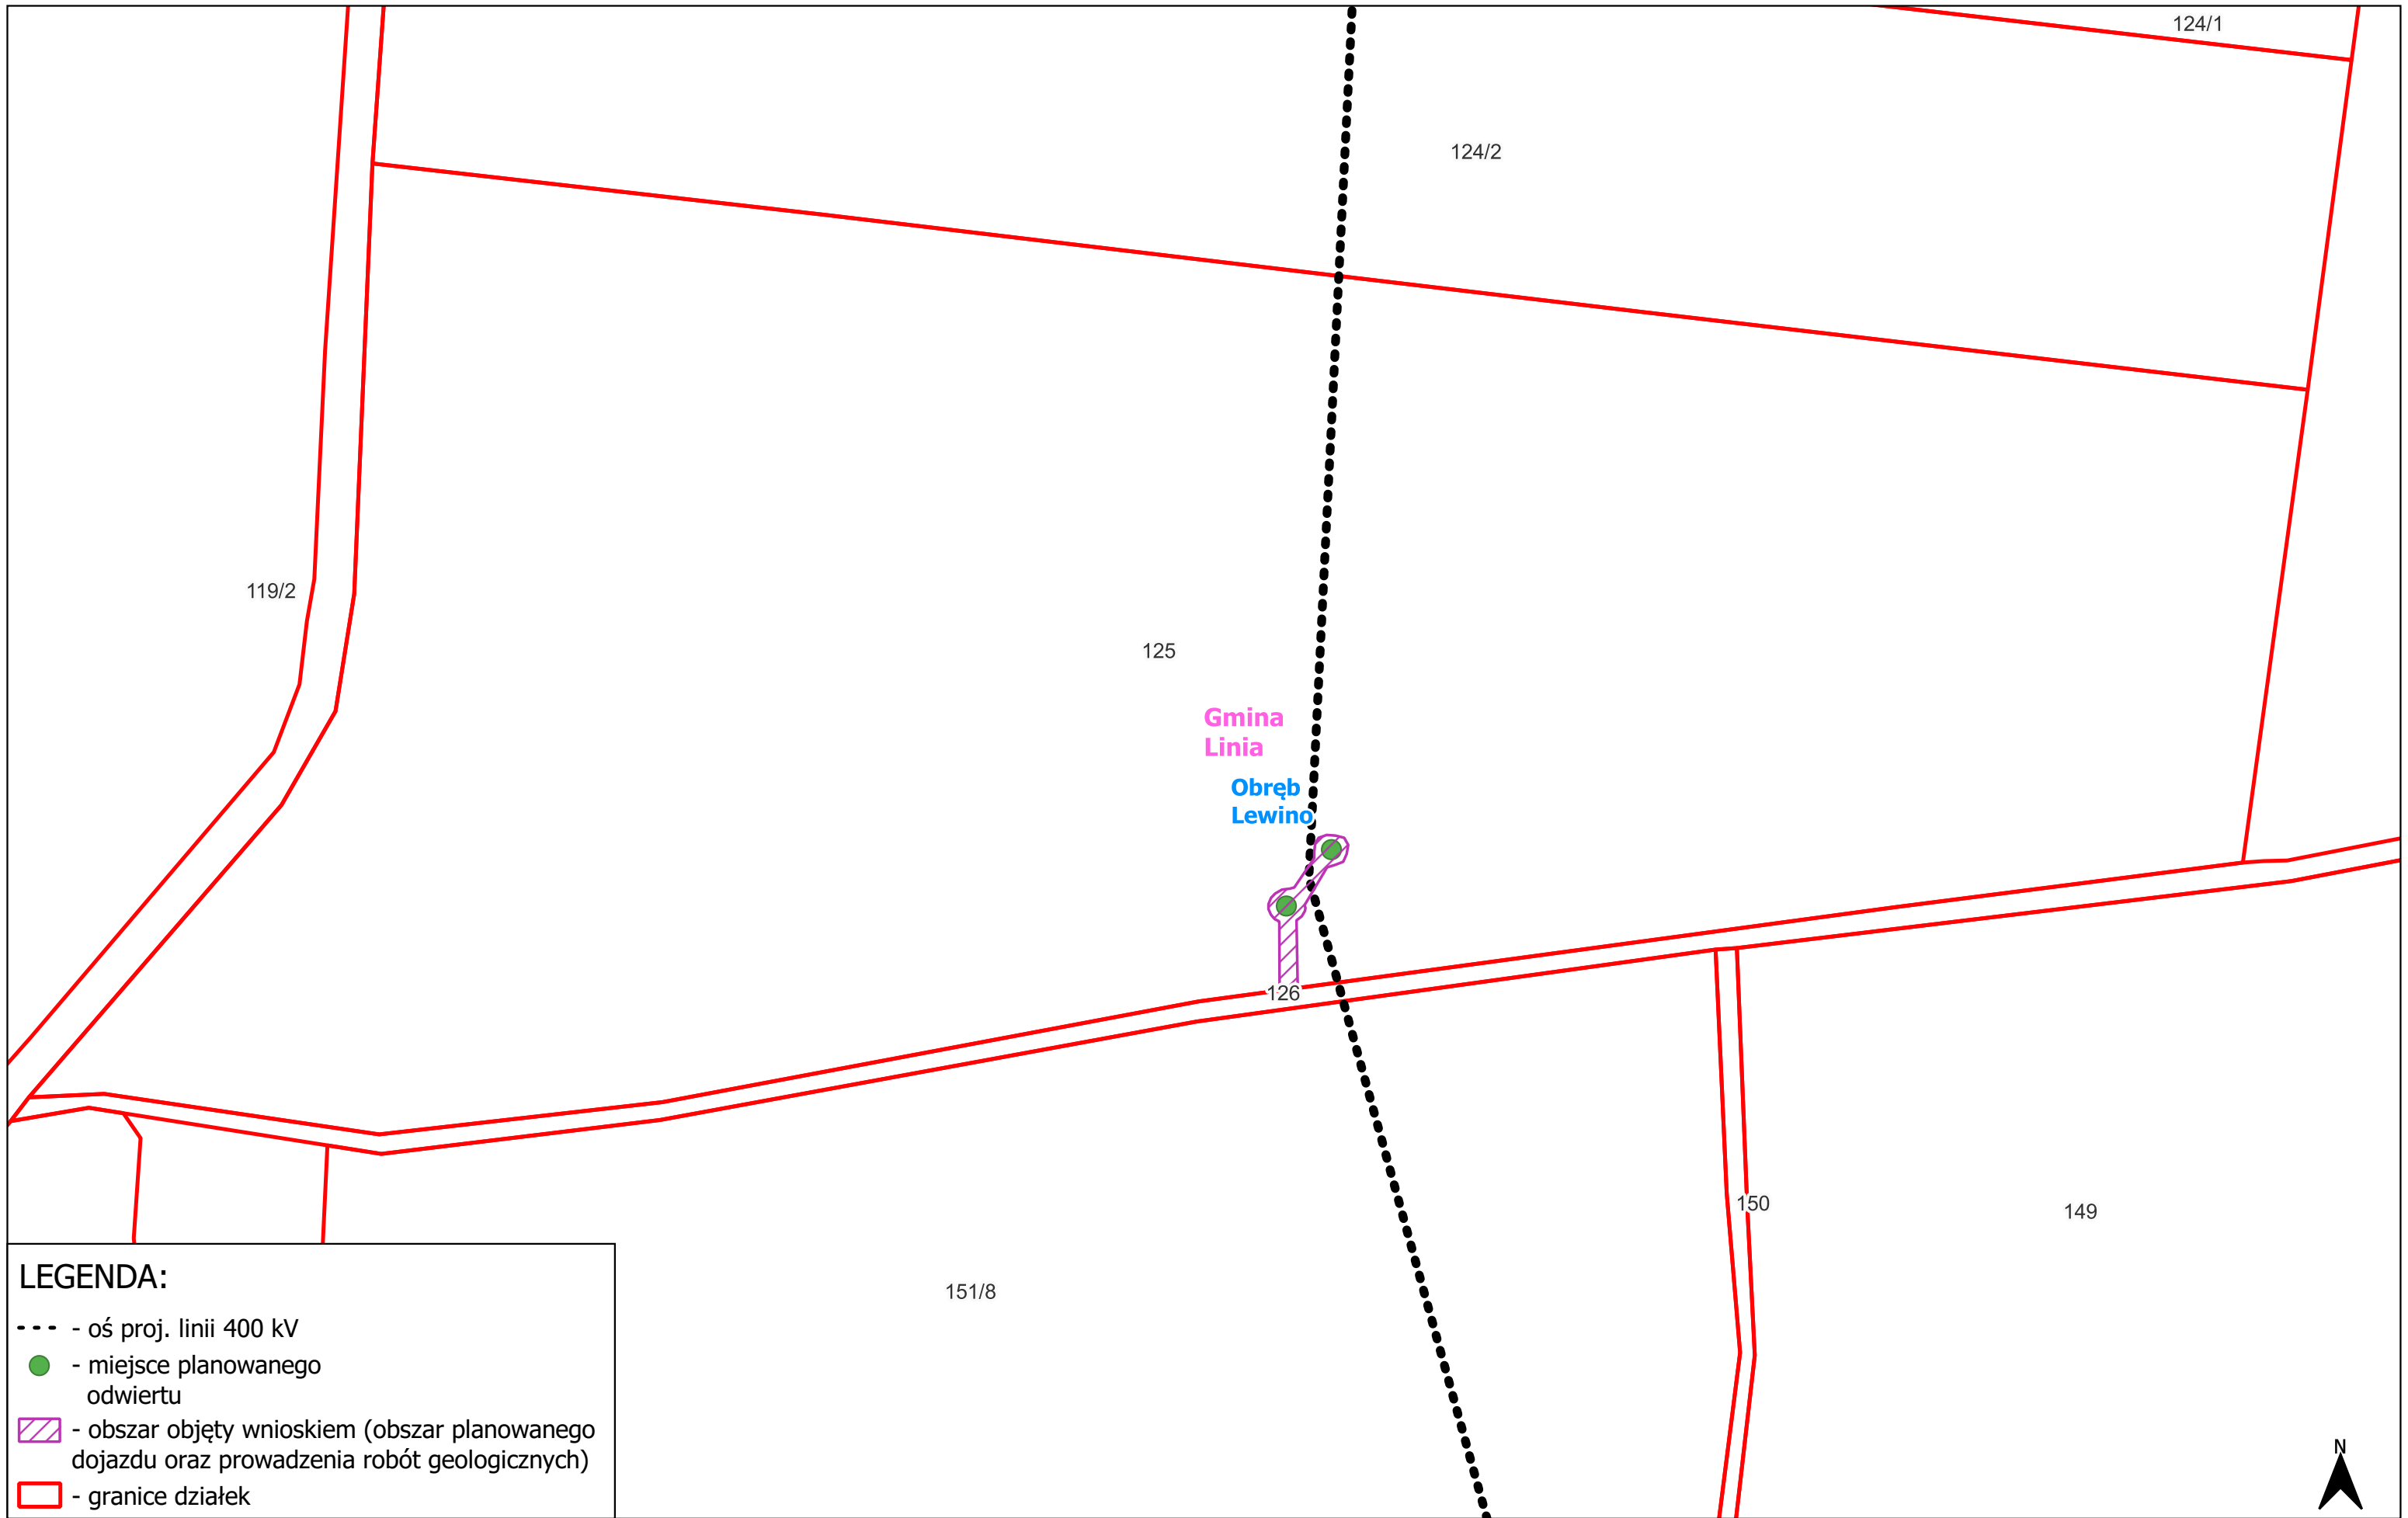 124/1
124/2
119/2
125
Gmina
Linia
Obręb
Lewino
126
150
149
151/8
LEGENDA:
- oś proj. linii 400 kV
- miejsce planowanego
odwiertu
- obszar objęty wnioskiem (obszar planowanego
dojazdu oraz prowadzenia robót geologicznych)
- granice działek
N